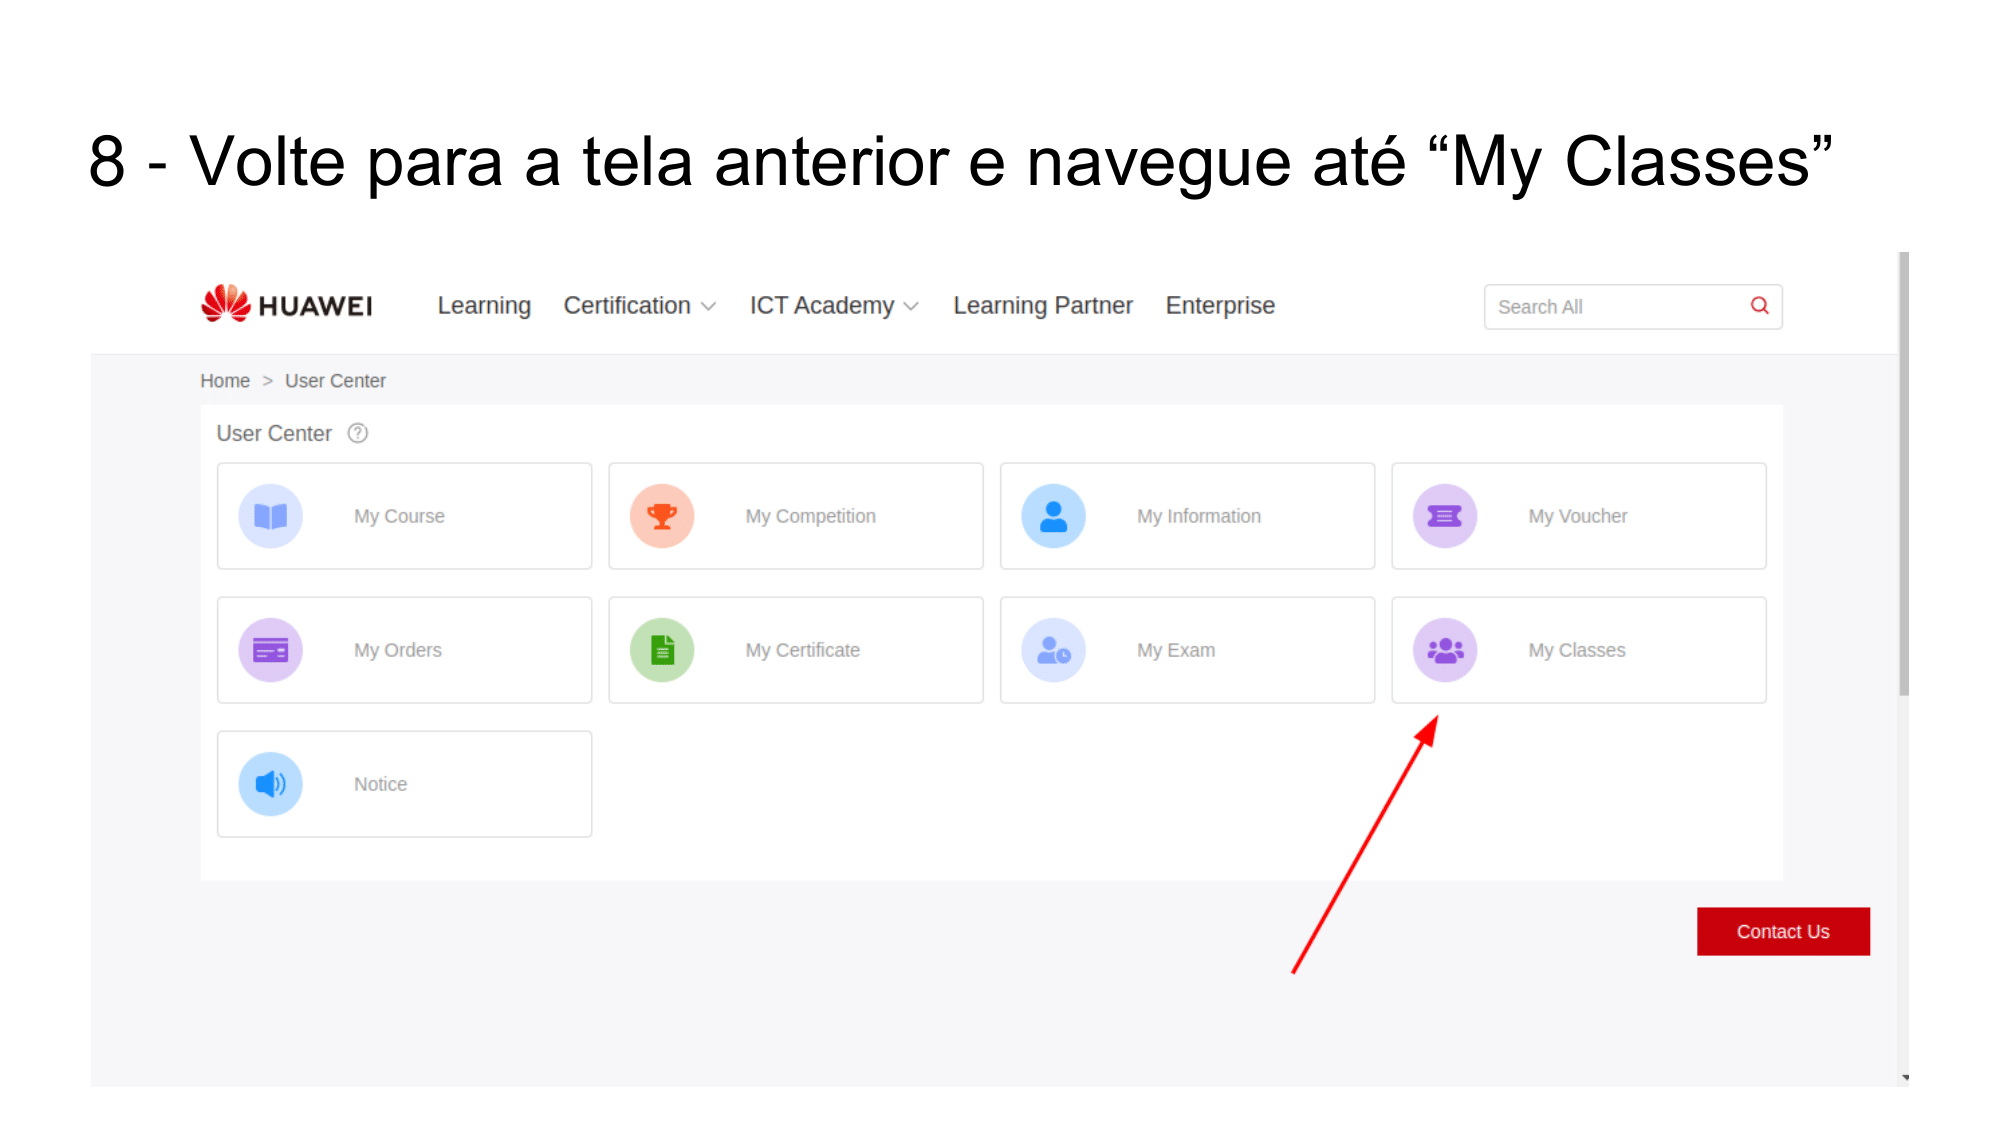 8 - Volte para a tela anterior e navegue até “My Classes”
HUAWEI Learning Certification ICT Academy Learning Partner Enterprise Search All
Home > User Center
User Center ?
My Course My Competition My Information My Voucher
My Orders My Certificate My Exam My Classes
Notice
Contact Us